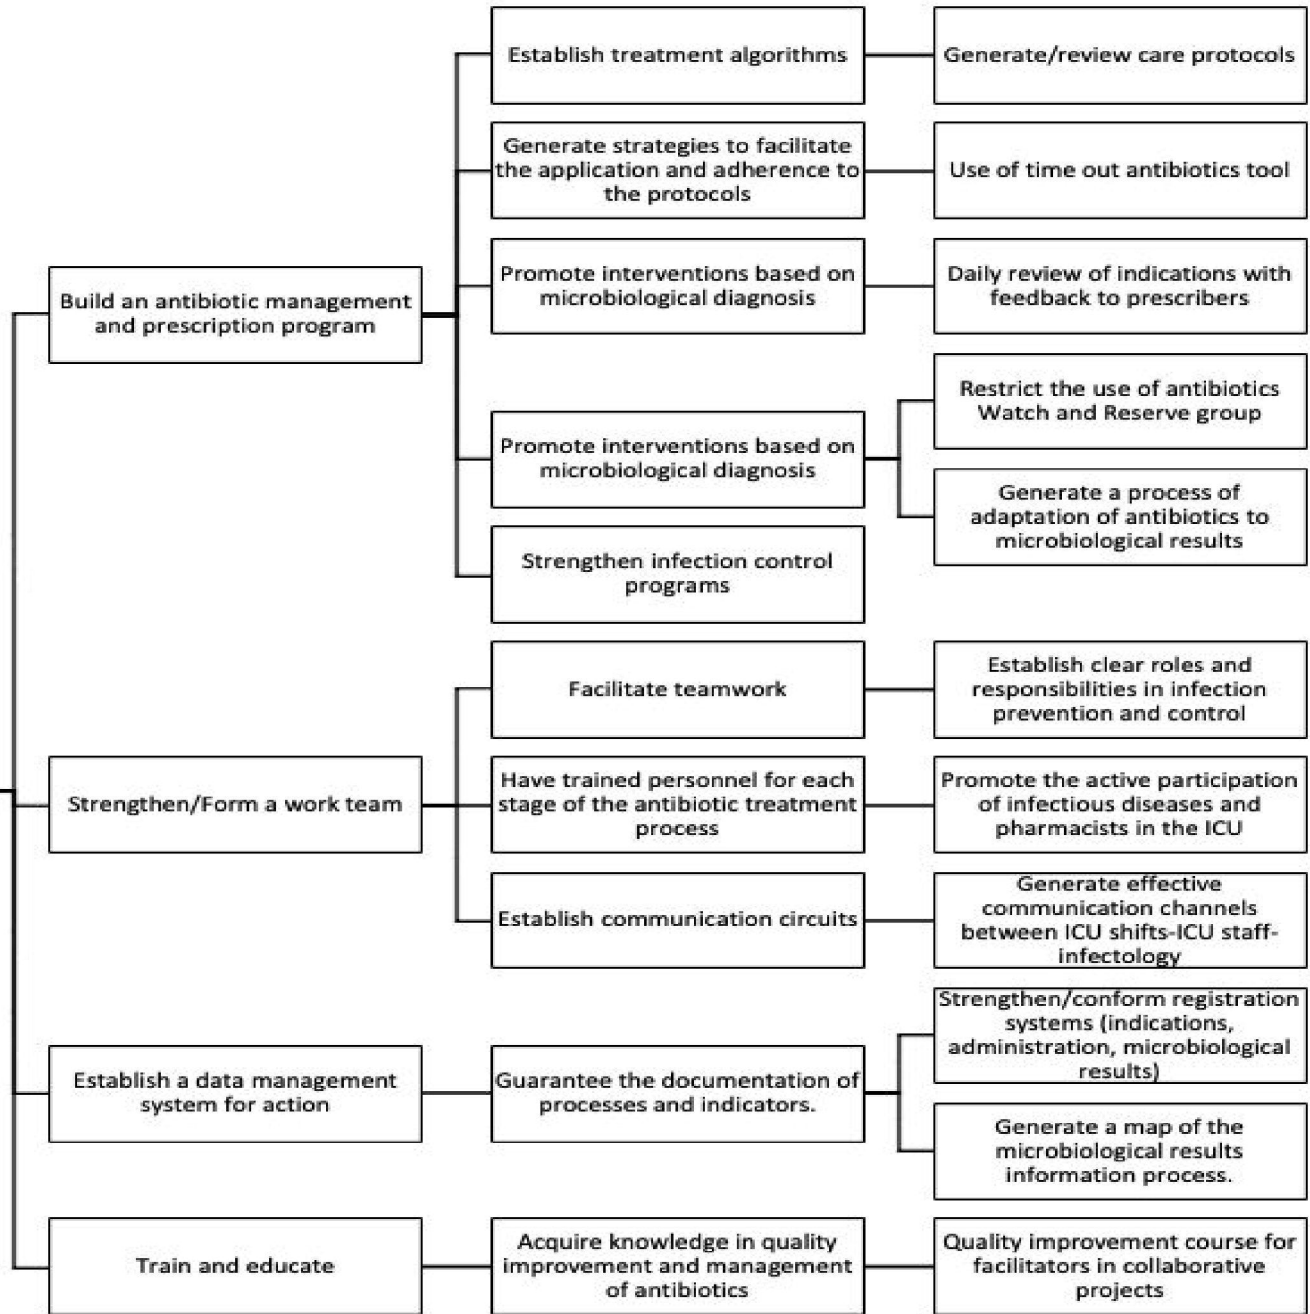 Establish treatment algorithms
Generate/review care protocols
Generate strategies to facilitate
the application and adherence to
the protocols
Use of time out antibiotics tool
Build an antibiotic management
and prescription program
Promote interventions based on
microbiological diagnosis
Daily review of indications with
feedback to prescribers
Promote interventions based on
microbiological diagnosis
Restrict the use of antibiotics
Watch and Reserve group
Generate a process of
adaptation of antibiotics to
microbiological results
Strengthen infection control
programs
Strengthen/Form a work team
Facilitate teamwork
Establish clear roles and
responsibilities in infection
prevention and control
Have trained personnel for each
stage of the antibiotic treatment
process
Promote the active participation
of infectious diseases and
pharmacists in the ICU
Establish communication circuits
Generate effective
communication channels
between ICU shifts-ICU staff-
infectology
Establish a data management
system for action
Guarantee the documentation of
processes and indicators.
Strengthen/conform registration
systems (indications,
administration, microbiological
results)
Generate a map of the
microbiological results
information process.
Train and educate
Acquire knowledge in quality
improvement and management
of antibiotics
Quality improvement course for
facilitators in collaborative
projects